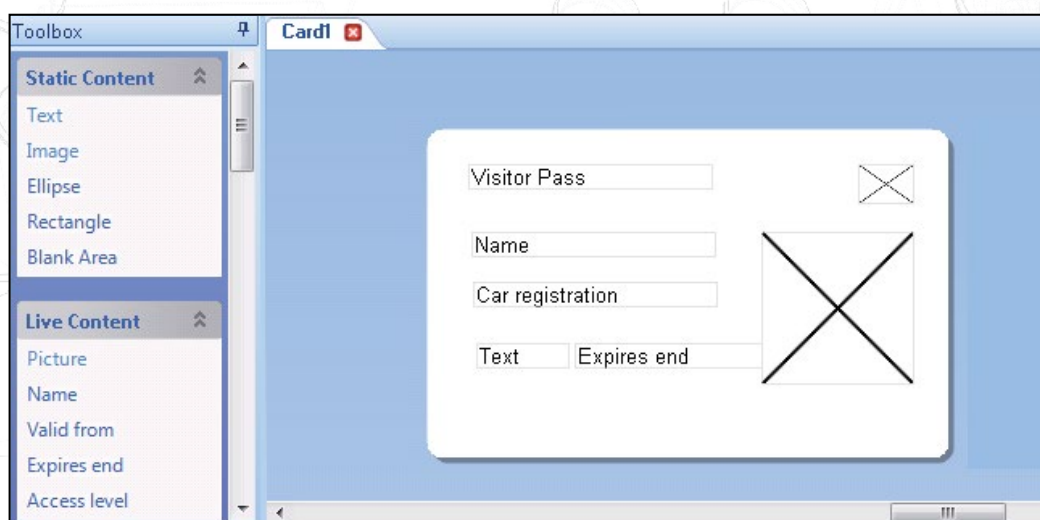 Toolbox
Static Content
Text
Image
Ellipse
Rectangle
Blank Area
Live Content
Picture
Name
Valid from
Expires end
Access level
Card1
Visitor Pass
Name
Car registration
Text Expires end